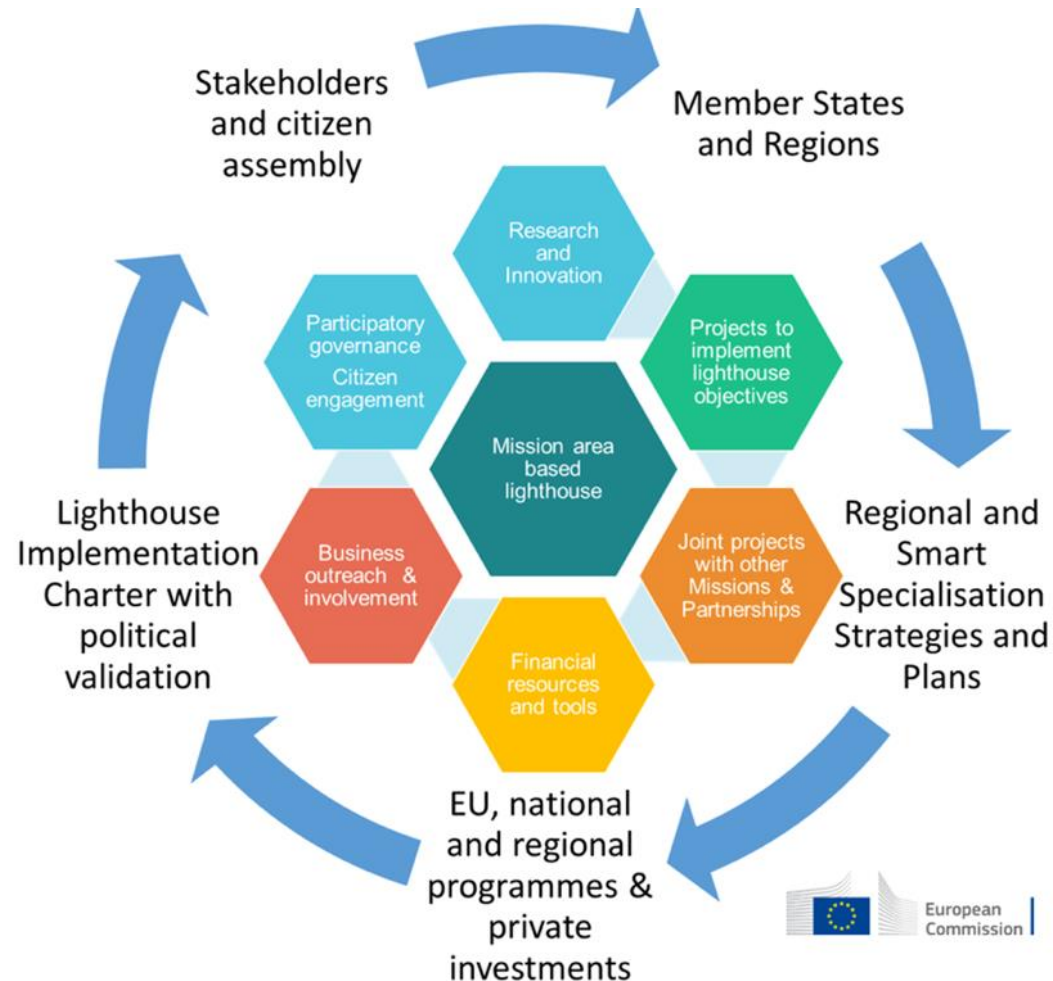 Stakeholders
and citizen
assembly
Member States
and Regions
Research
and
Innovation
Participatory
governance
Citizen
engagement
Projects to
implement
lighthouse
objectives
Mission area
based
lighthouse
Lighthouse
Implementation
Charter with
political
validation
Business
outreach &
involvement
Joint projects
with other
Missions &
Partnerships
Regional and
Smart
Specialisation
Strategies and
Plans
Financial
resources
and tools
EU, national
and regional
programmes &
private
investments
European
Commission